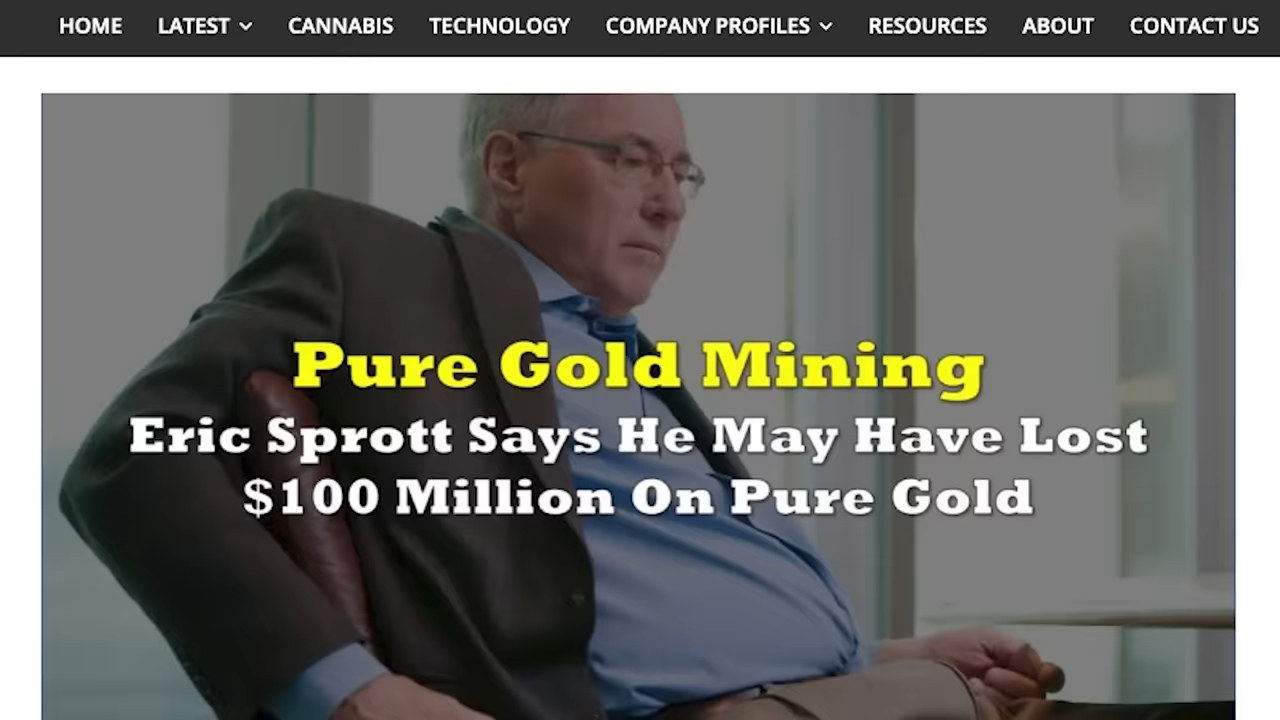 HOME LATEST CANNABIS TECHNOLOGY COMPANY PROFILES RESOURCES ABOUT CONTACT US
Pure Gold Mining
Eric Sprott Says He May Have Lost
$100 Million On Pure Gold